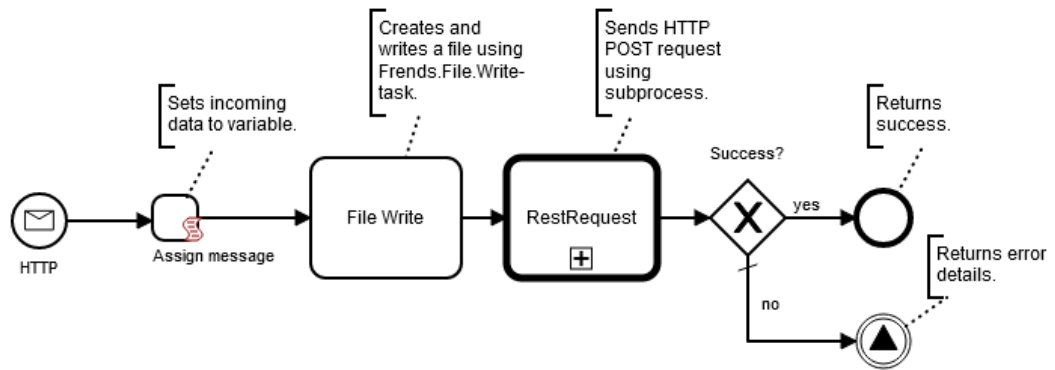 Creates and
writes a file using
Frends.File.Write-
task.
Sends HTTP
POST request
using
subprocess.
Sets incoming
data to variable.
Returns
success.
Success?
File Write
RestRequest
yes
Assign message
HTTP
Returns error
details.
no